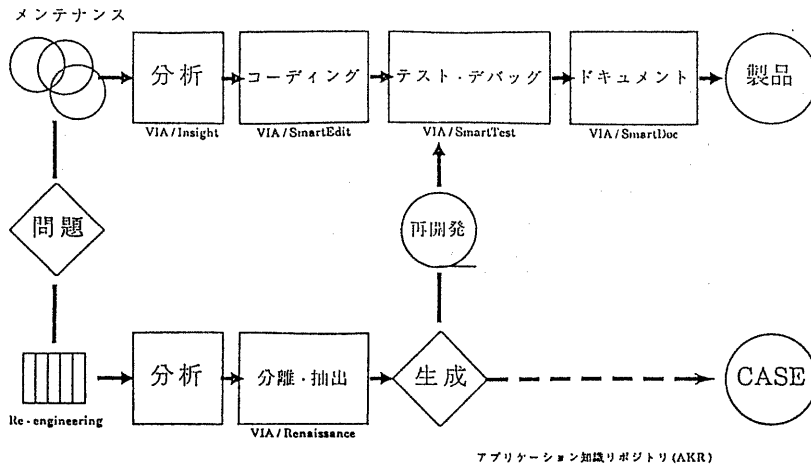 メンテナンス
分析
コーディング
テスト・デバッグ
ドキュメント
製品
VIA/Insight
VIA/SmartEdit
VIA/SmartTest
VIA/SmartDoc
問題
再開発
分析
分離・抽出
生成
CASE
Re-engineering
VIA/Renaissance
アプリケーション知識リポジトリ(AKR)